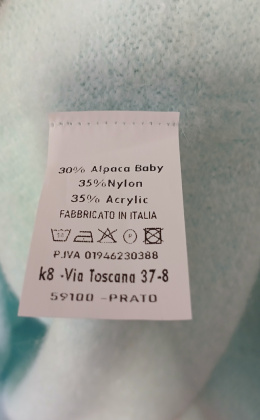 30% Alpaca Baby
35%Nylon
35% Acrylic
FABBRICATO IN ITALIA
P.IVA 01946230388
k8 -Via Toscana 37-8
59100 -PRATO